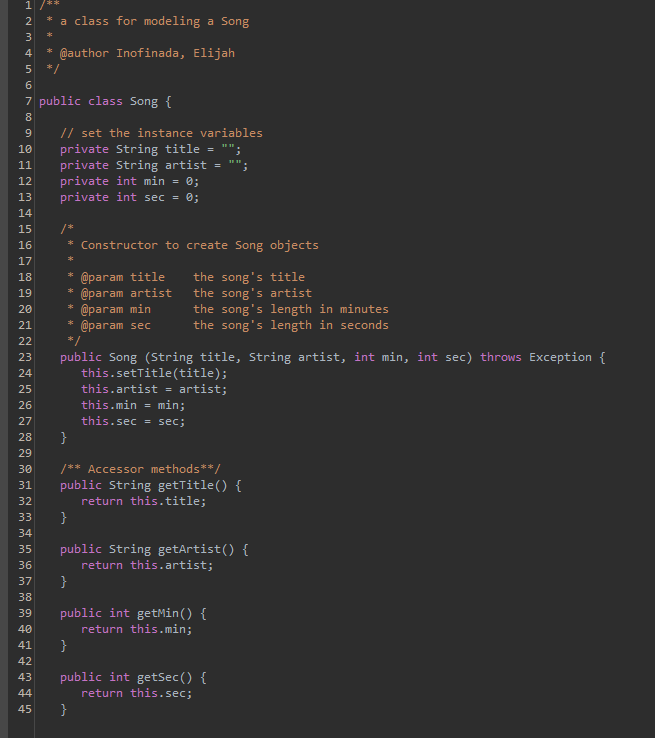 1 /**
2  * a class for modeling a Song
3  *
4  * @author Inofinada, Elijah
5  */
6
7 public class Song {
8
9    // set the instance variables
10    private String title = "";
11    private String artist = "";
12    private int min = 0;
13    private int sec = 0;
14
15    /*
16     * Constructor to create Song objects
17     *
18     * @param title    the song's title
19     * @param artist   the song's artist
20     * @param min      the song's length in minutes
21     * @param sec      the song's length in seconds
22     */
23    public Song (String title, String artist, int min, int sec) throws Exception {
24       this.setTitle(title);
25       this.artist = artist;
26       this.min = min;
27       this.sec = sec;
28    }
29
30    /** Accessor methods**/
31    public String getTitle() {
32       return this.title;
33    }
34
35    public String getArtist() {
36       return this.artist;
37    }
38
39    public int getMin() {
40       return this.min;
41    }
42
43    public int getSec() {
44       return this.sec;
45    }